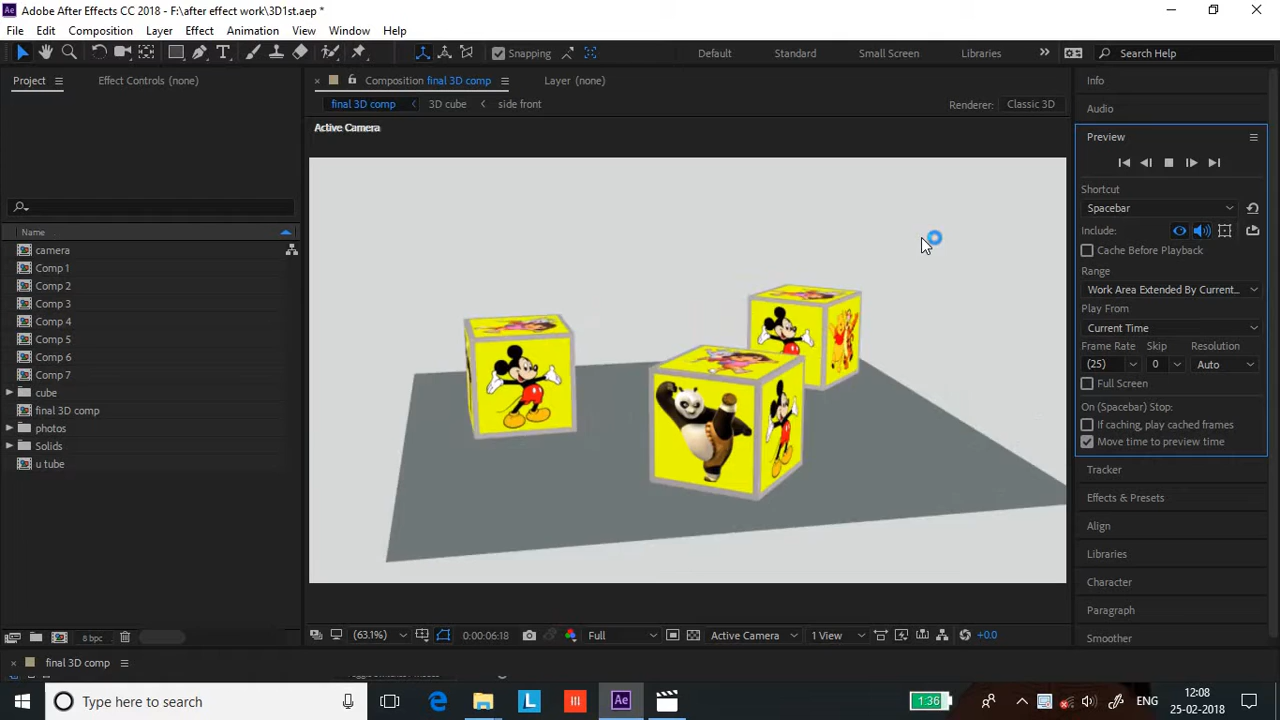 Adobe After Effects CC 2018 - F:\after effect work\3D1st.aep *
File Edit Composition Layer Effect Animation View Window Help
Snapping Default Standard Small Screen Libraries Search Help
Project Effect Controls (none) Composition final 3D comp Layer (none) Info
final 3D comp 3D cube side front Renderer: Classic 3D Audio
Active Camera
Preview
Shortcut
Spacebar
Include:
Cache Before Playback
Range
Work Area Extended By Current...
Play From
Current Time
Frame Rate Skip Resolution
(25) 0 Auto
Full Screen
On (Spacebar) Stop:
If caching, play cached frames
Move time to preview time
Tracker
Effects & Presets
Align
Libraries
Character
Paragraph
Smoother
Name
camera
Comp 1
Comp 2
Comp 3
Comp 4
Comp 5
Comp 6
Comp 7
cube
final 3D comp
photos
Solids
u tube
8 bpc (63.1%) 0:00:06:18 Full Active Camera 1 View +0.0
final 3D comp
Type here to search 1:36 ENG 12:08
25-02-2018